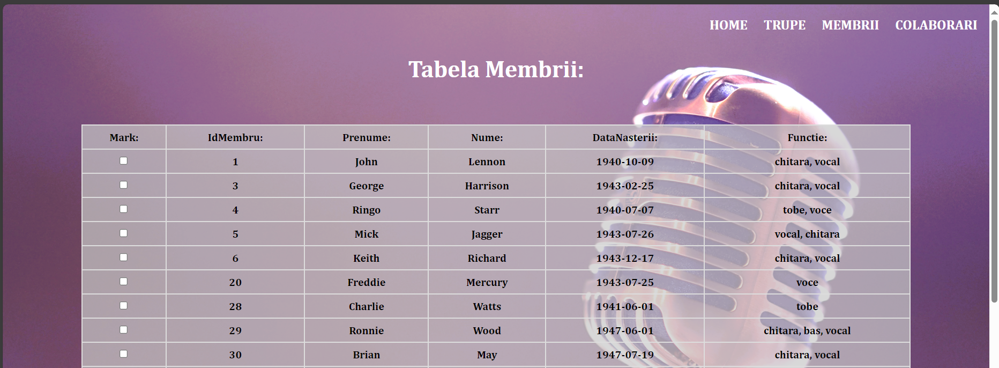 HOME TRUPE MEMBRII COLABORARI
Tabela Membrii:
Mark: IdMembru: Prenume: Nume: DataNasterii: Functie:
1 John Lennon 1940-10-09 chitara, vocal
3 George Harrison 1943-02-25 chitara, vocal
4 Ringo Starr 1940-07-07 tobe, voce
5 Mick Jagger 1943-07-26 vocal, chitara
6 Keith Richard 1943-12-17 chitara, vocal
20 Freddie Mercury 1943-07-25 voce
28 Charlie Watts 1941-06-01 tobe
29 Ronnie Wood 1947-06-01 chitara, bas, vocal
30 Brian May 1947-07-19 chitara, vocal